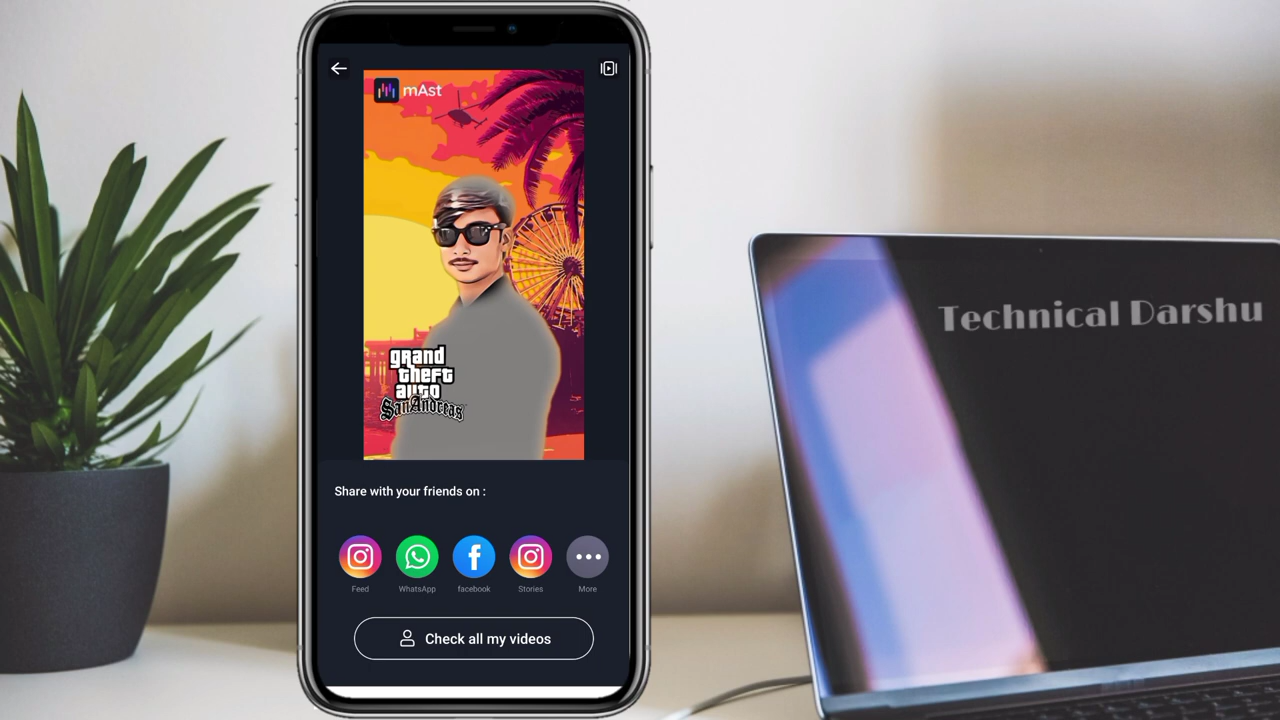 mAst
grand
theft
auto
San Andreas
Share with your friends on :
Feed
WhatsApp
facebook
Stories
More
Check all my videos
Technical Darshu